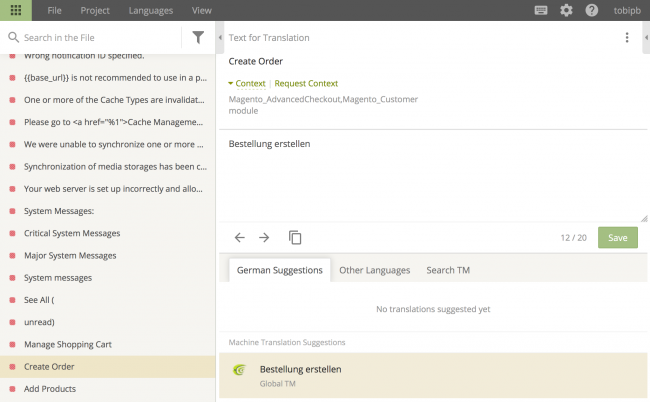 File Project Languages View tobipb
Search in the File
Wrong notification ID specified.
{{base_url}} is not recommended to use in a p...
One or more of the Cache Types are invalidat...
Please go to <a href="%1">Cache Manageme...
We were unable to synchronize one or more ...
Synchronization of media storages has been c...
Your web server is set up incorrectly and allo...
System Messages:
Critical System Messages
Major System Messages
System messages
See All (
unread)
Manage Shopping Cart
Create Order
Add Products
Text for Translation
Create Order
Context | Request Context
Magento_AdvancedCheckout,Magento_Customer
module
Bestellung erstellen
12 / 20 Save
German Suggestions Other Languages Search TM
No translations suggested yet
Machine Translation Suggestions
Bestellung erstellen
Global TM